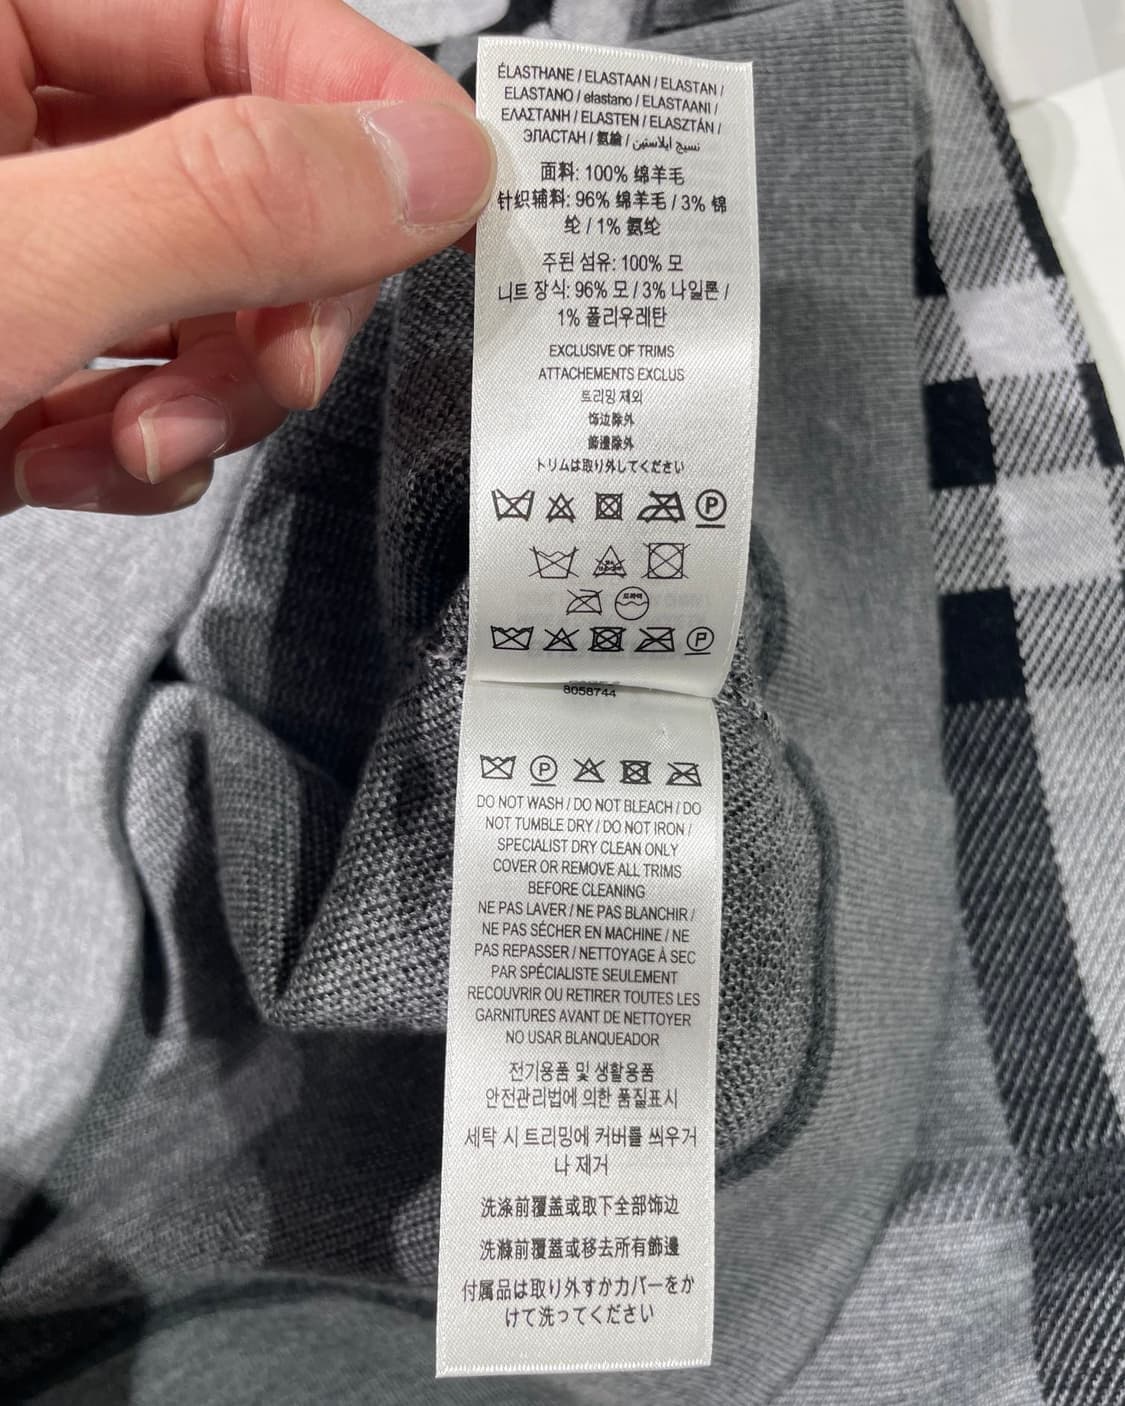 ÉLASTHANE / ELASTAAN / ELASTAN /
ELASTANO / elastano / ELASTAANI /
ΕΛΑΣΤΑΝΗ / ELASTEN / ELASZTÁN /
ЭЛАСТАН / 氨綸 / نسيج ايلاستين
面料: 100% 绵羊毛
针织辅料: 96% 绵羊毛 / 3% 锦
纶 / 1% 氨纶
주된 섬유: 100% 모
니트 장식: 96% 모 / 3% 나일론 /
1% 폴리우레탄
EXCLUSIVE OF TRIMS
ATTACHEMENTS EXCLUS
트리밍 제외
饰边除外
飾邊除外
トリムは取り外してください
P
드라이
P
8058744
P
DO NOT WASH / DO NOT BLEACH / DO
NOT TUMBLE DRY / DO NOT IRON /
SPECIALIST DRY CLEAN ONLY
COVER OR REMOVE ALL TRIMS
BEFORE CLEANING
NE PAS LAVER / NE PAS BLANCHIR /
NE PAS SÉCHER EN MACHINE / NE
PAS REPASSER / NETTOYAGE À SEC
PAR SPÉCIALISTE SEULEMENT
RECOUVRIR OU RETIRER TOUTES LES
GARNITURES AVANT DE NETTOYER
NO USAR BLANQUEADOR
전기용품 및 생활용품
안전관리법에 의한 품질표시
세탁 시 트리밍에 커버를 씌우거
나 제거
洗涤前覆盖或取下全部饰边
洗滌前覆蓋或移去所有飾邊
付属品は取り外すかカバーをか
けて洗ってください